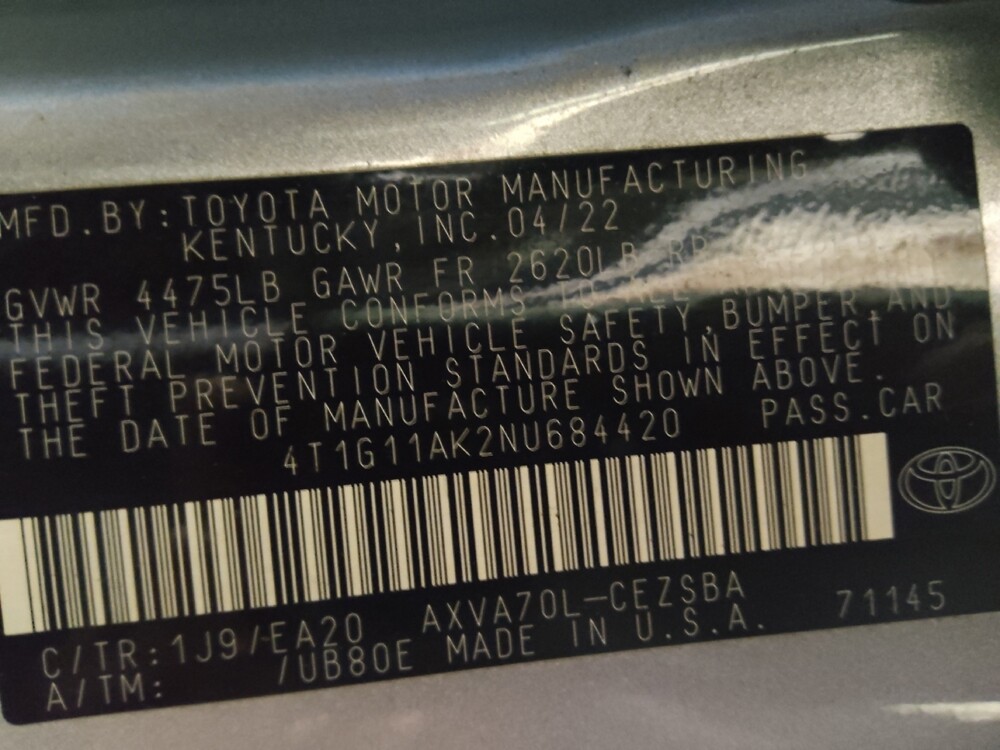 MFD.BY:TOYOTA MOTOR MANUFACTURING
KENTUCKY,INC.04/22
GVWR 4475LB GAWR FR 2620LB RR
THIS VEHICLE CONFORMS TO ALL
FEDERAL MOTOR VEHICLE SAFETY,BUMPER,AND
THEFT PREVENTION STANDARDS IN EFFECT ON
THE DATE OF MANUFACTURE SHOWN ABOVE.
4T1G11AK2NU684420 PASS.CAR
C/TR:1J9/EA20 AXVA70L-CEZSBA
A/TM: /UB80E MADE IN U.S.A. 71145